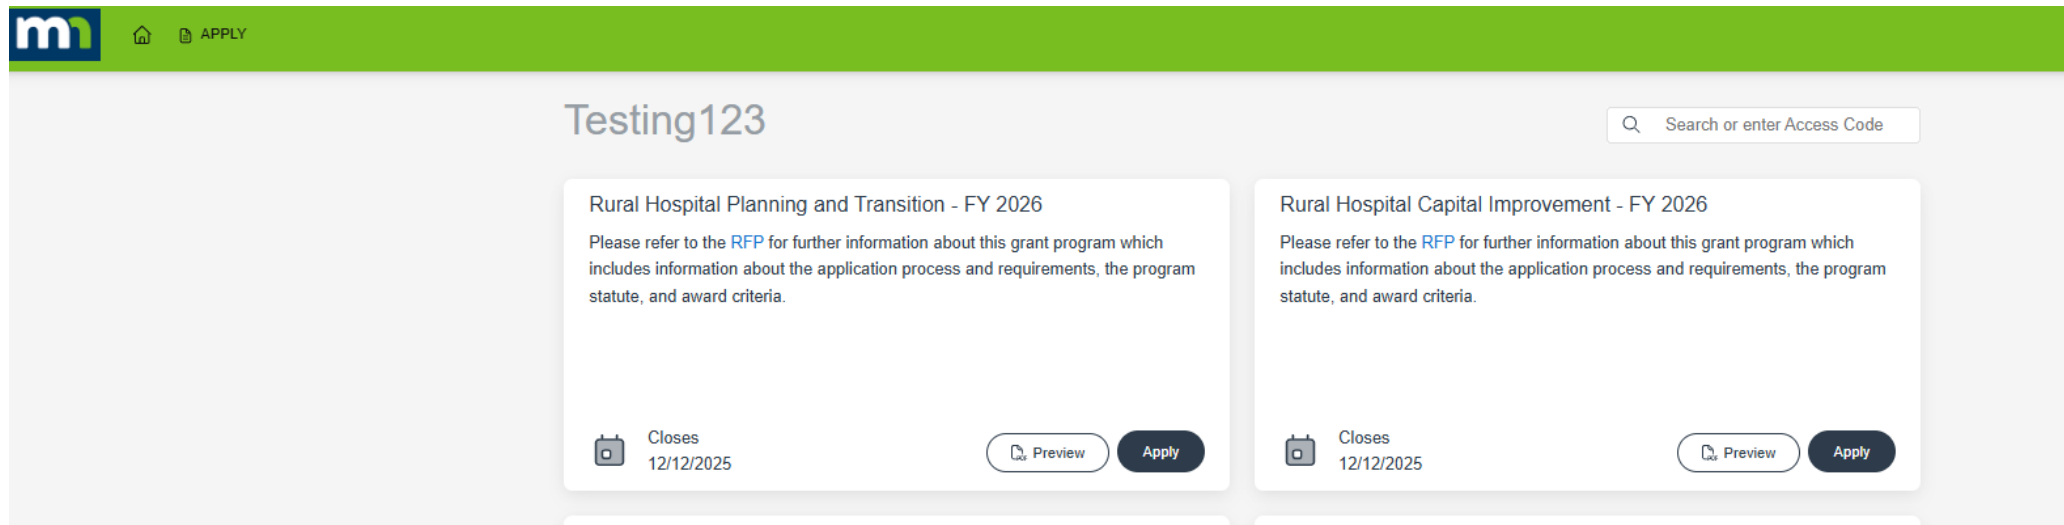 mn
APPLY
Testing123
Search or enter Access Code
Rural Hospital Planning and Transition - FY 2026
Please refer to the RFP for further information about this grant program which
includes information about the application process and requirements, the program
statute, and award criteria.
Closes
12/12/2025
Preview
Apply
Rural Hospital Capital Improvement - FY 2026
Please refer to the RFP for further information about this grant program which
includes information about the application process and requirements, the program
statute, and award criteria.
Closes
12/12/2025
Preview
Apply